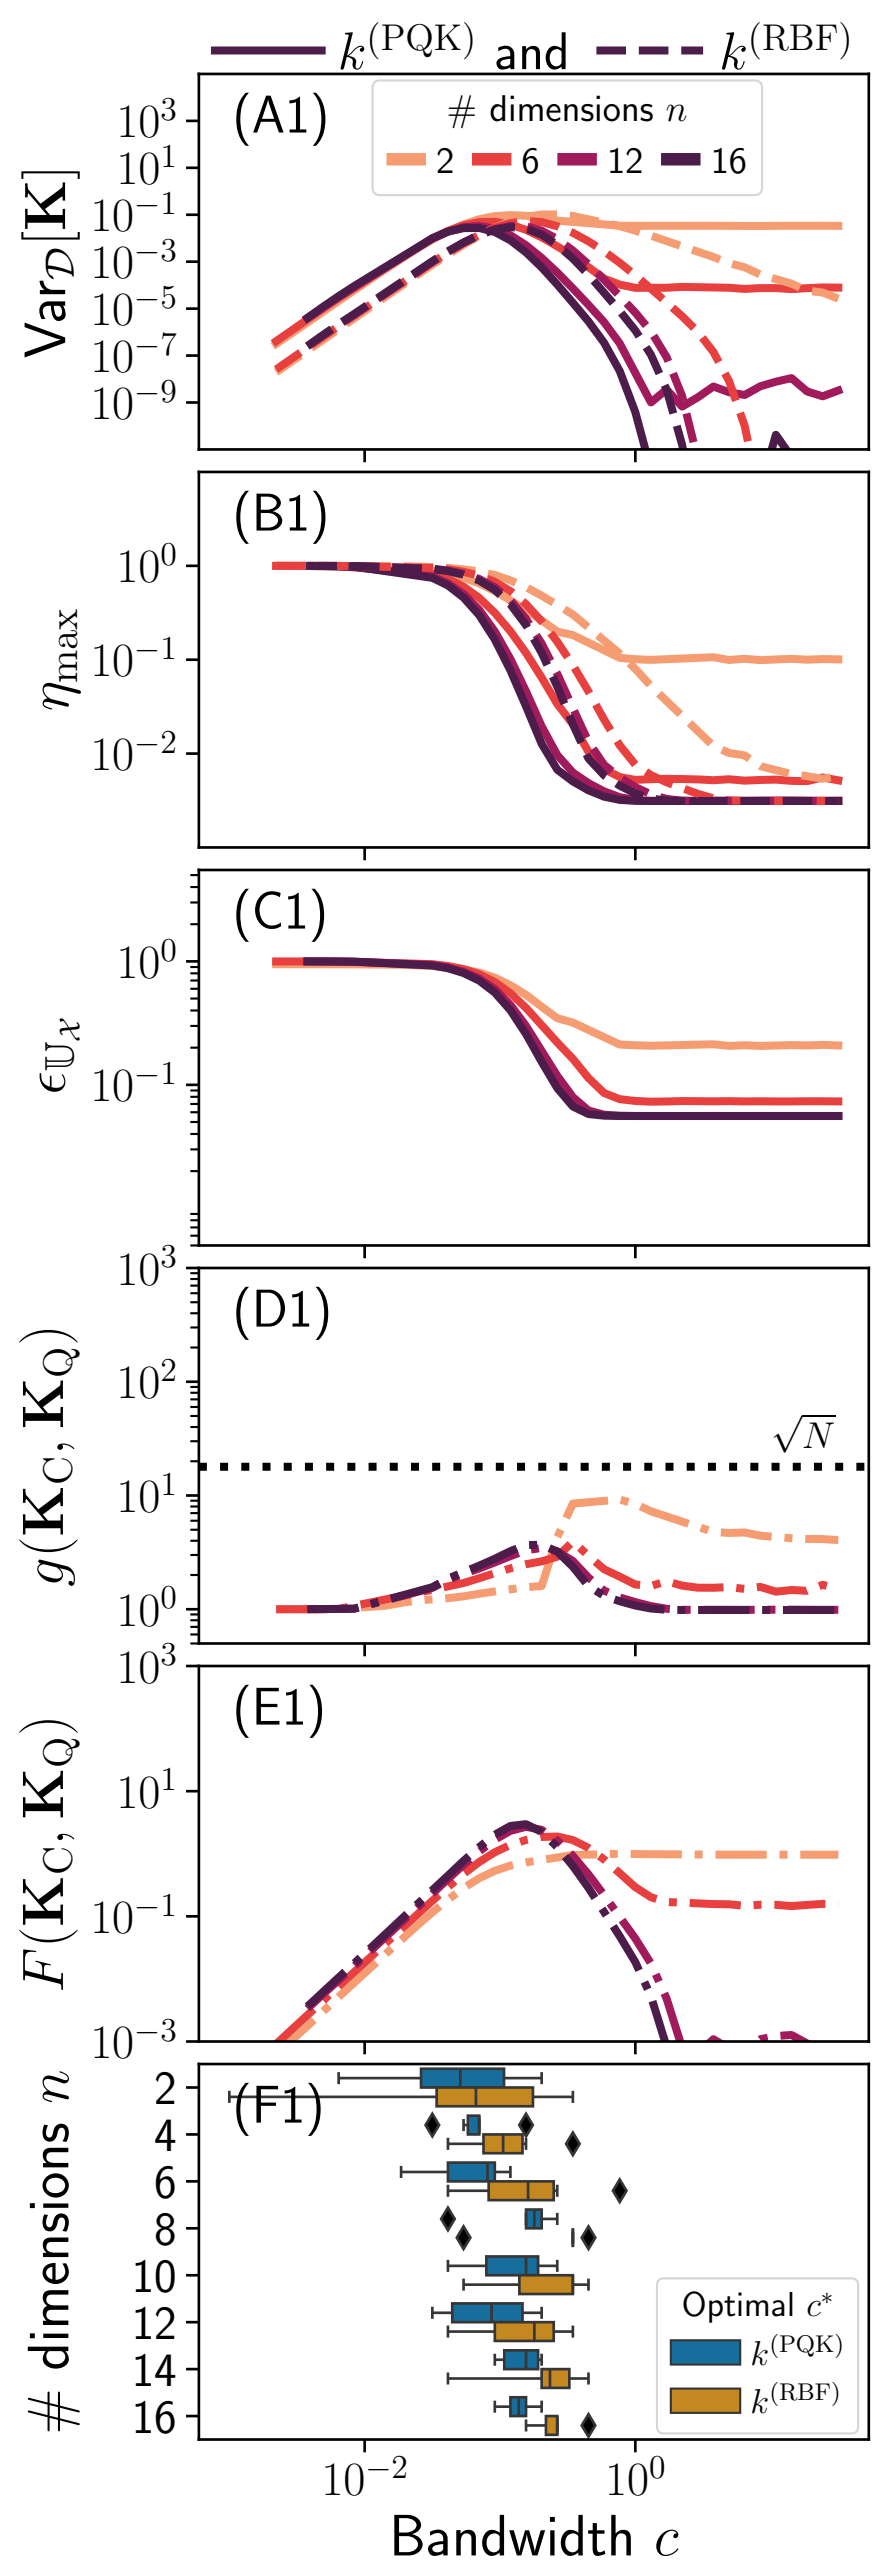 k^(PQK) and k^(RBF)
(A1)
# dimensions n
2 6 12 16
Var_𝒟[𝐊]
10^3
10^1
10^−1
10^−3
10^−5
10^−7
10^−9
(B1)
η_max
10^0
10^−1
10^−2
(C1)
ϵ_𝕌_𝒳
10^0
10^−1
(D1)
g(𝐊_C, 𝐊_Q)
10^3
10^2
√N
10^1
10^0
(E1)
F(𝐊_C, 𝐊_Q)
10^3
10^1
10^−1
10^−3
(F1)
# dimensions n
2
4
6
8
10
12
14
16
Optimal c*
k^(PQK)
k^(RBF)
10^−2 10^0
Bandwidth c